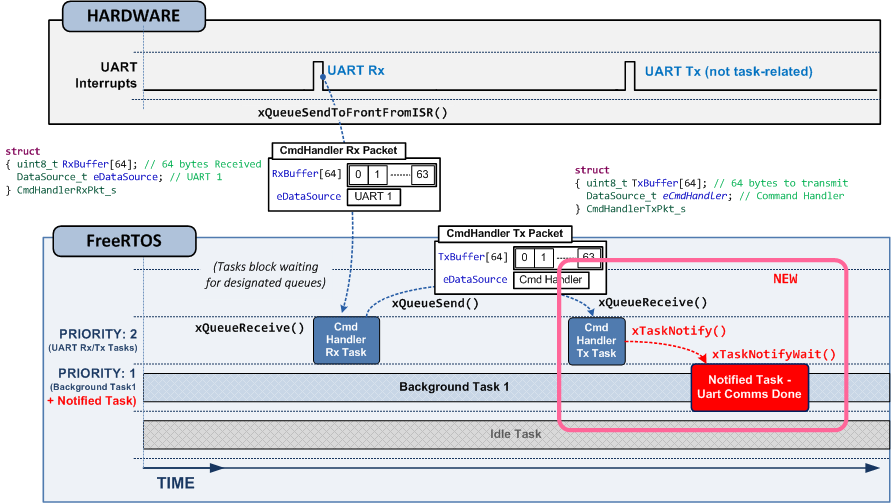 HARDWARE
UART
Interrupts
UART Rx
UART Tx (not task-related)
xQueueSendToFrontFromISR()
struct
{ uint8_t RxBuffer[64]; // 64 bytes Received
DataSource_t eDataSource; // UART 1
} CmdHandlerRxPkt_s
CmdHandler Rx Packet
RxBuffer[64] 0 1 ------- 63
eDataSource UART 1
struct
{ uint8_t TxBuffer[64]; // 64 bytes to transmit
DataSource_t eCmdHandler; // Command Handler
} CmdHandlerTxPkt_s
FreeRTOS
CmdHandler Tx Packet
TxBuffer[64] 0 1 ------- 63
eDataSource Cmd Handler
(Tasks block waiting
for designated queues)
NEW
xQueueSend()
xQueueReceive()
xQueueReceive()
Cmd
Handler
Rx Task
Cmd
Handler
Tx Task
xTaskNotify()
xTaskNotifyWait()
PRIORITY: 2
(UART Rx/Tx Tasks)
PRIORITY: 1
(Background Task1
+ Notified Task)
Background Task 1
Notified Task -
Uart Comms Done
Idle Task
TIME